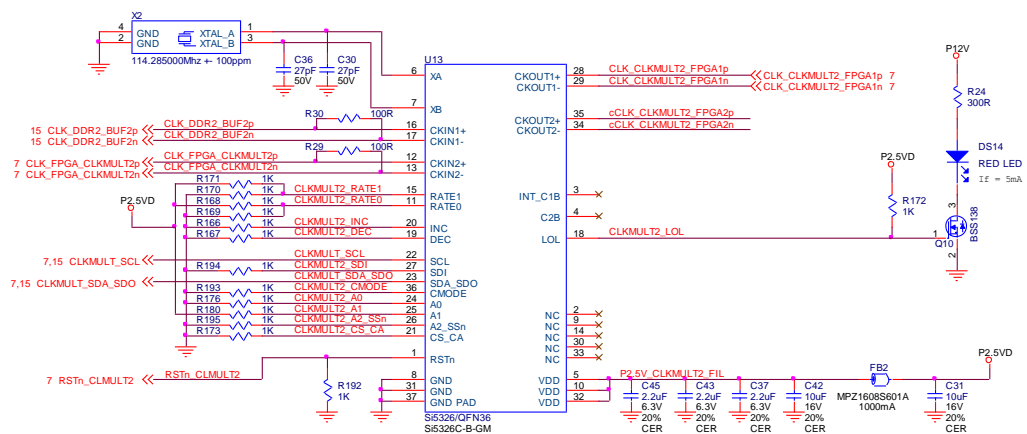 X2
4 GND XTAL_A 1
2 GND XTAL_B 3
114.285000Mhz +- 100ppm
C36 27pF 50V
C30 27pF 50V
U13
6 XA
7 XB
R30 100R
15 CLK_DDR2_BUF2p CLK_DDR2_BUF2p 16 CKIN1+
15 CLK_DDR2_BUF2n CLK_DDR2_BUF2n 17 CKIN1-
R29 100R
7 CLK_FPGA_CLKMULT2p CLK_FPGA_CLKMULT2p 12 CKIN2+
7 CLK_FPGA_CLKMULT2n CLK_FPGA_CLKMULT2n 13 CKIN2-
R171 1K
R170 1K CLKMULT2_RATE1 15 RATE1
P2.5VD
R168 1K CLKMULT2_RATE0 11 RATE0
R169 1K
R166 1K CLKMULT2_INC 20 INC
R167 1K CLKMULT2_DEC 19 DEC
7,15 CLKMULT_SCL CLKMULT_SCL 22 SCL
R194 1K CLKMULT2_SDI 27 SDI
7,15 CLKMULT_SDA_SDO CLKMULT_SDA_SDO 23 SDA_SDO
R193 1K CLKMULT2_CMODE 36 CMODE
R176 1K CLKMULT2_A0 24 A0
R180 1K CLKMULT2_A1 25 A1
R195 1K CLKMULT2_A2_SSn 26 A2_SSn
R173 1K CLKMULT2_CS_CA 21 CS_CA
7 RSTn_CLMULT2 RSTn_CLMULT2 1 RSTn
R192
1K
8 GND
31 GND
37 GND PAD
Si5326/QFN36
Si5326C-B-GM
CKOUT1+ 28 CLK_CLKMULT2_FPGA1p CLK_CLKMULT2_FPGA1p 7
CKOUT1- 29 CLK_CLKMULT2_FPGA1n CLK_CLKMULT2_FPGA1n 7
CKOUT2+ 35 cCLK_CLKMULT2_FPGA2p
CKOUT2- 34 cCLK_CLKMULT2_FPGA2n
INT_C1B 3
C2B 4
LOL 18 CLKMULT2_LOL
P2.5VD
R172
1K
P12V
R24
300R
DS14
RED LED
If = 5mA
3
1
2
Q10
BSS138
NC 2
NC 9
NC 14
NC 30
NC 33
VDD 5 P2.5V_CLKMULT2_FIL
VDD 10
VDD 32
C45 2.2uF 6.3V 20% CER
C43 2.2uF 6.3V 20% CER
C37 2.2uF 6.3V 20% CER
C42 10uF 16V 20% CER
FB2
MPZ1608S601A
1000mA
P2.5VD
C31 10uF 16V 20% CER